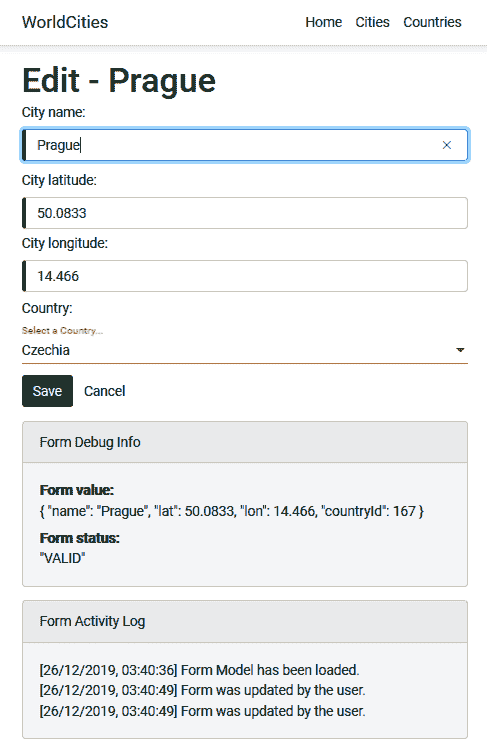 WorldCities Home Cities Countries
Edit - Prague
City name:
Prague
City latitude:
50.0833
City longitude:
14.466
Country:
Select a Country...
Czechia
Save Cancel
Form Debug Info
Form value:
{ "name": "Prague", "lat": 50.0833, "lon": 14.466, "countryId": 167 }
Form status:
"VALID"
Form Activity Log
[26/12/2019, 03:40:36] Form Model has been loaded.
[26/12/2019, 03:40:49] Form was updated by the user.
[26/12/2019, 03:40:49] Form was updated by the user.